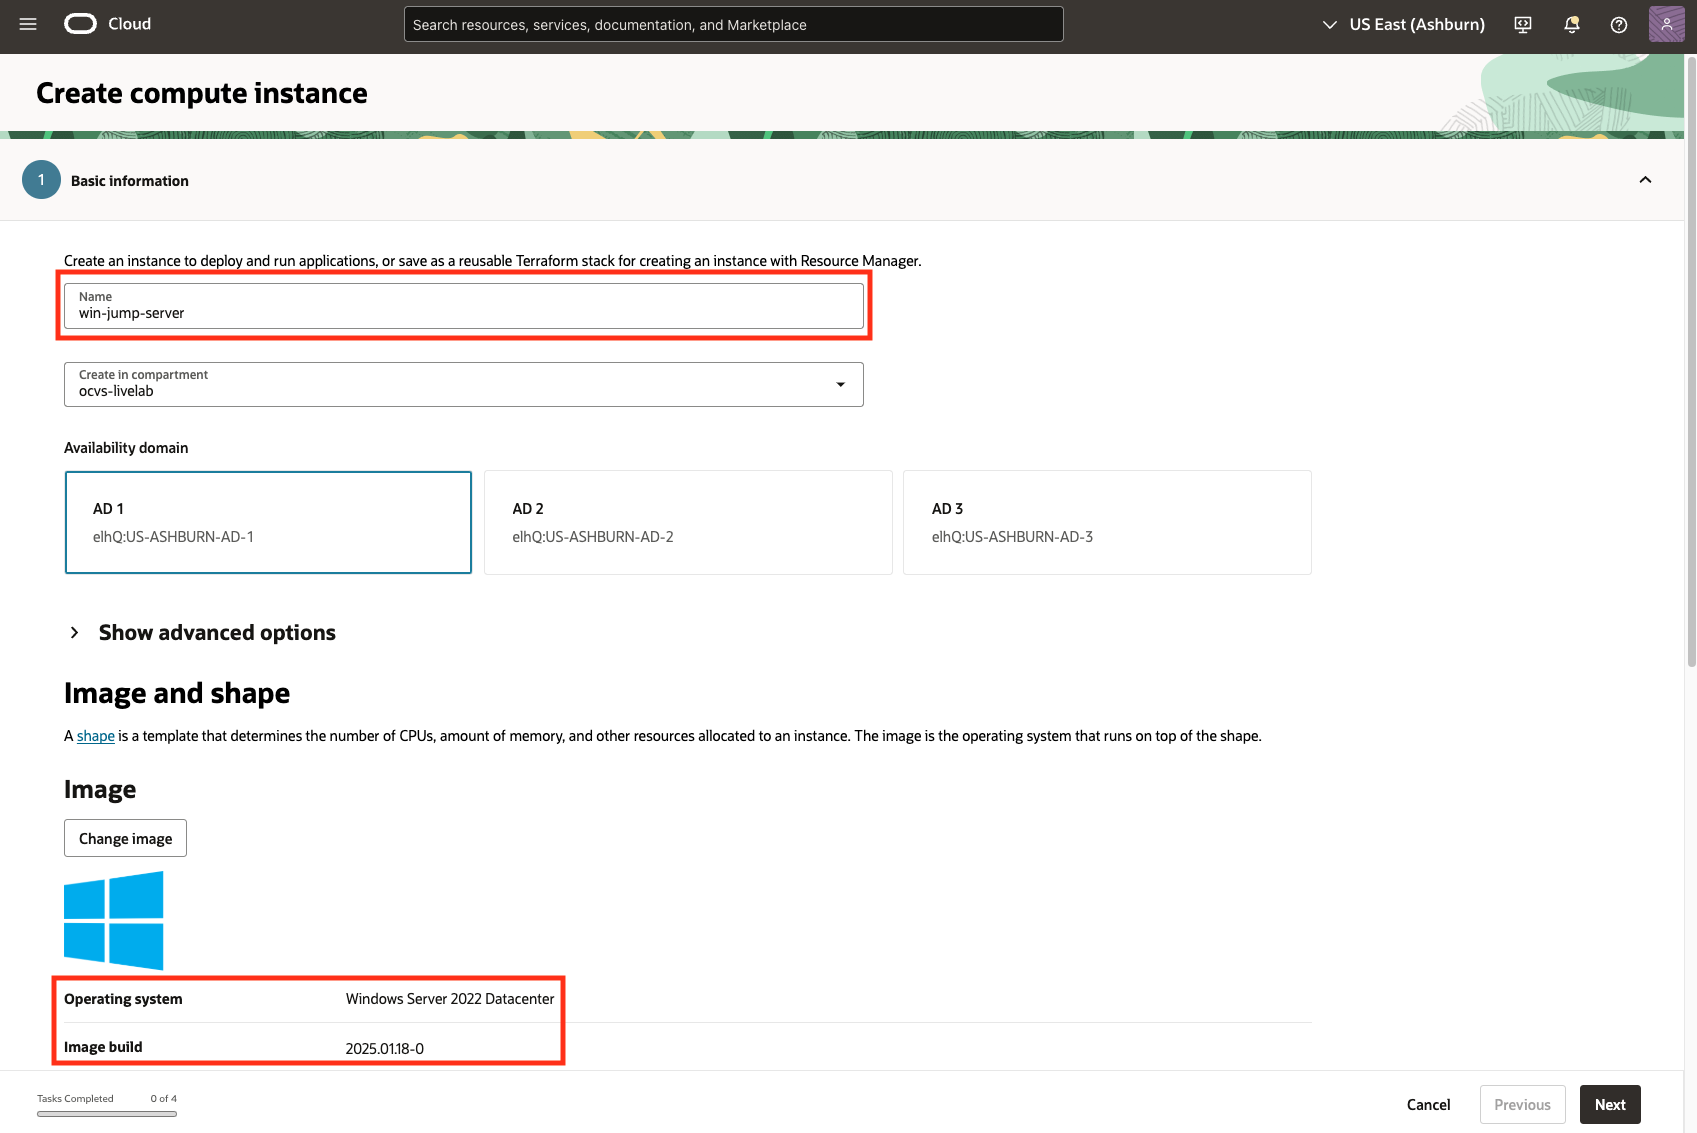 Cloud
Search resources, services, documentation, and Marketplace
US East (Ashburn)
Create compute instance
1
Basic information
Create an instance to deploy and run applications, or save as a reusable Terraform stack for creating an instance with Resource Manager.
Name
win-jump-server
Create in compartment
ocvs-livelab
Availability domain
AD 1
elhQ:US-ASHBURN-AD-1
AD 2
elhQ:US-ASHBURN-AD-2
AD 3
elhQ:US-ASHBURN-AD-3
Show advanced options
Image and shape
A shape is a template that determines the number of CPUs, amount of memory, and other resources allocated to an instance. The image is the operating system that runs on top of the shape.
Image
Change image
Operating system Windows Server 2022 Datacenter
Image build 2025.01.18-0
Tasks Completed 0 of 4
Cancel
Previous
Next